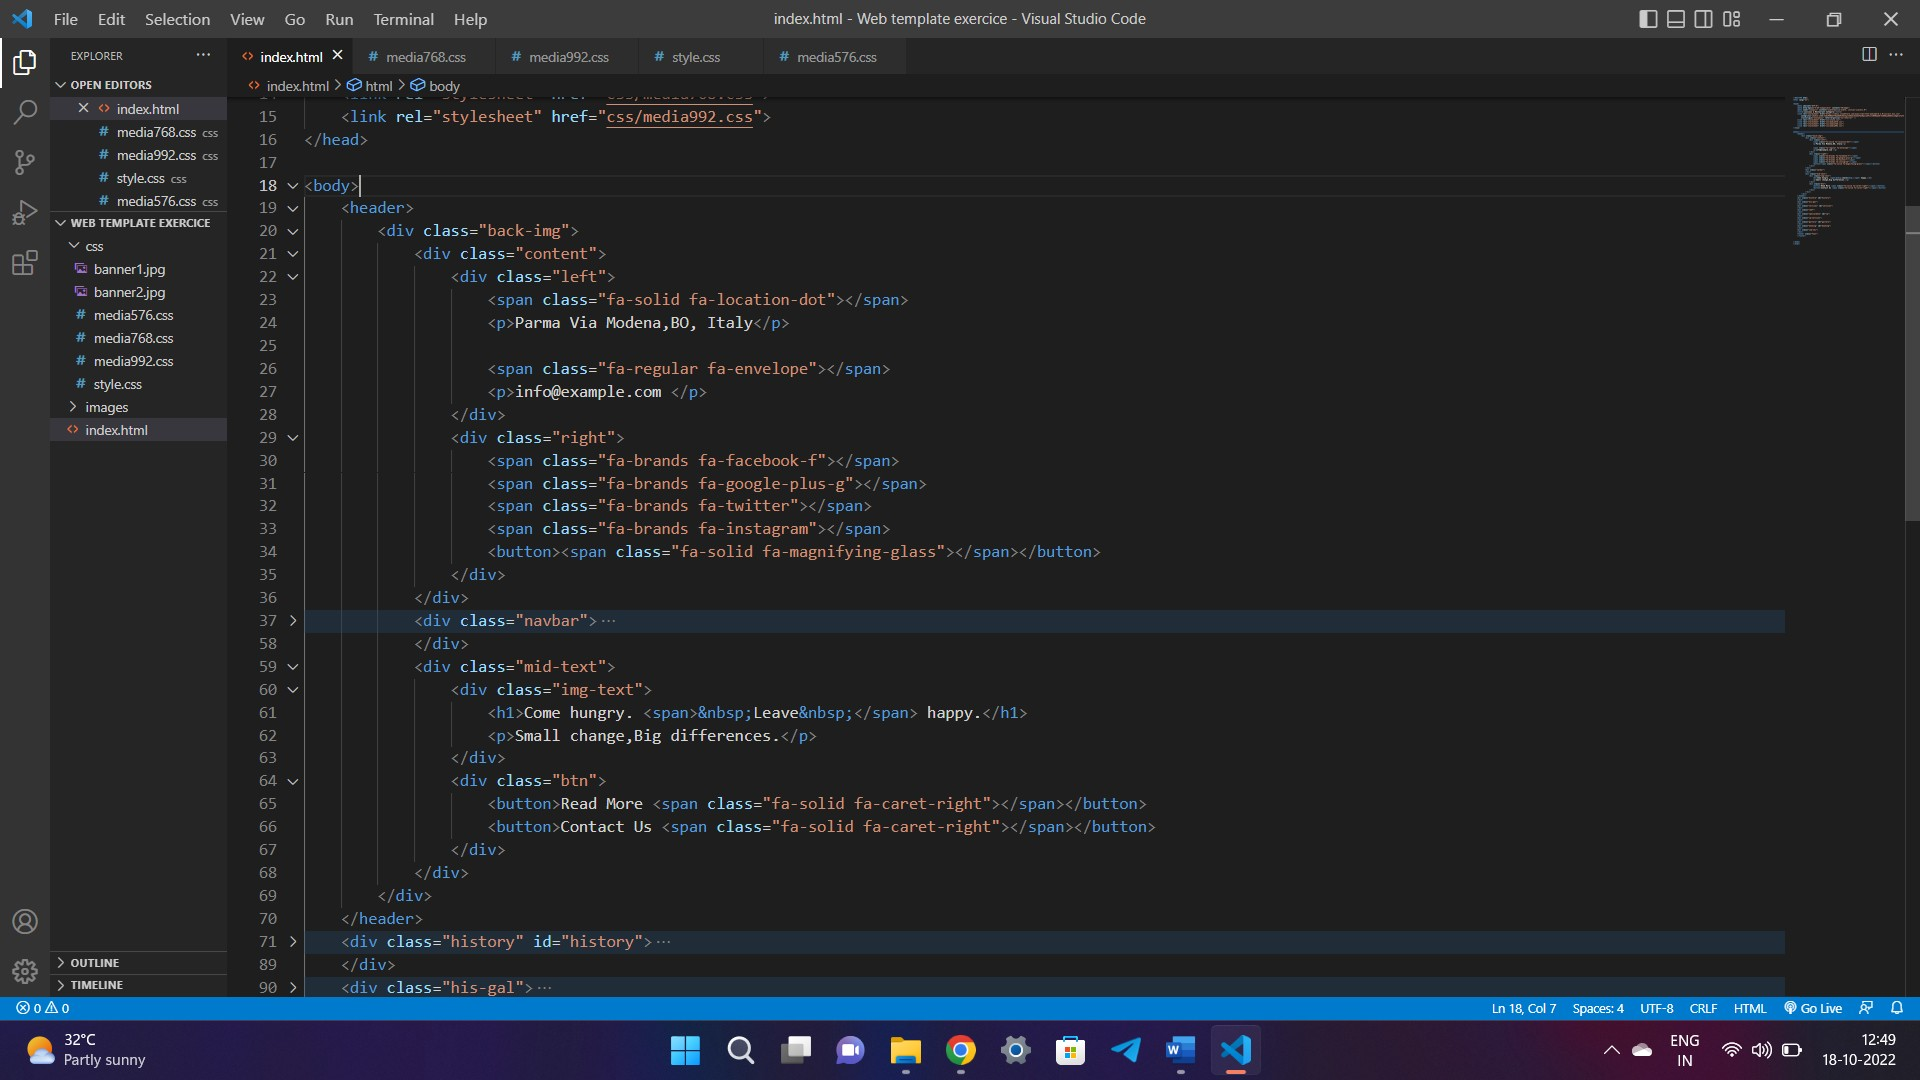 File Edit Selection View Go Run Terminal Help
index.html - Web template exercice - Visual Studio Code
EXPLORER
OPEN EDITORS
index.html
media768.css css
media992.css css
style.css css
media576.css css
WEB TEMPLATE EXERCICE
css
banner1.jpg
banner2.jpg
media576.css
media768.css
media992.css
style.css
images
index.html
OUTLINE
TIMELINE
index.html media768.css media992.css style.css media576.css
index.html > html > body
15 <link rel="stylesheet" href="css/media992.css">
16 </head>
17
18 <body>
19 <header>
20 <div class="back-img">
21 <div class="content">
22 <div class="left">
23 <span class="fa-solid fa-location-dot"></span>
24 <p>Parma Via Modena,BO, Italy</p>
25
26 <span class="fa-regular fa-envelope"></span>
27 <p>info@example.com </p>
28 </div>
29 <div class="right">
30 <span class="fa-brands fa-facebook-f"></span>
31 <span class="fa-brands fa-google-plus-g"></span>
32 <span class="fa-brands fa-twitter"></span>
33 <span class="fa-brands fa-instagram"></span>
34 <button><span class="fa-solid fa-magnifying-glass"></span></button>
35 </div>
36 </div>
37 <div class="navbar">···
58 </div>
59 <div class="mid-text">
60 <div class="img-text">
61 <h1>Come hungry. <span>&nbsp;Leave&nbsp;</span> happy.</h1>
62 <p>Small change,Big differences.</p>
63 </div>
64 <div class="btn">
65 <button>Read More <span class="fa-solid fa-caret-right"></span></button>
66 <button>Contact Us <span class="fa-solid fa-caret-right"></span></button>
67 </div>
68 </div>
69 </div>
70 </header>
71 <div class="history" id="history">···
89 </div>
90 <div class="his-gal">···
0 0
Ln 18, Col 7 Spaces: 4 UTF-8 CRLF HTML Go Live
32°C
Partly sunny
ENG
IN
12:49
18-10-2022